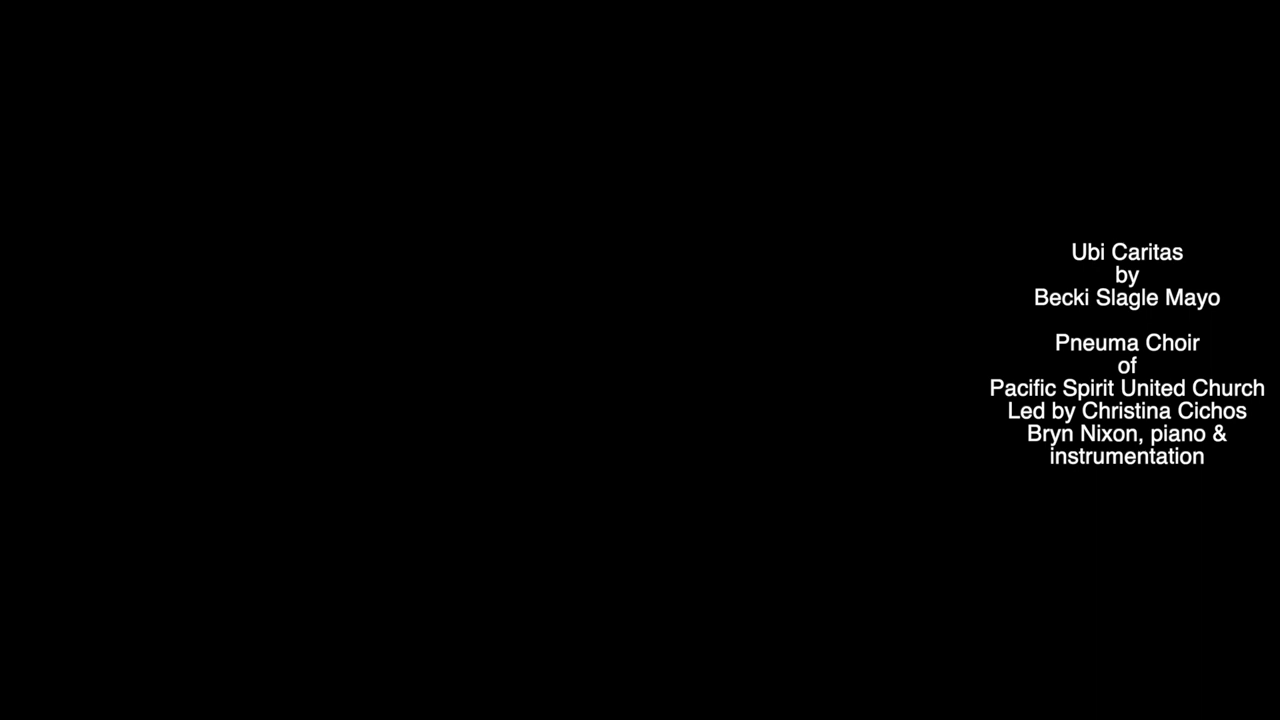 Ubi Caritas
by
Becki Slagle Mayo
Pneuma Choir
of
Pacific Spirit United Church
Led by Christina Cichos
Bryn Nixon, piano &
instrumentation